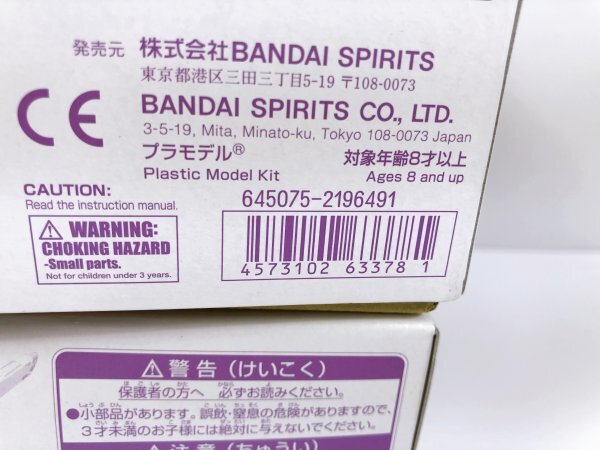 発売元 株式会社BANDAI SPIRITS
東京都港区三田三丁目5-19 〒108-0073
CE BANDAI SPIRITS CO., LTD.
3-5-19, Mita, Minato-ku, Tokyo 108-0073 Japan
プラモデル® 対象年齢8才以上
Plastic Model Kit Ages 8 and up
CAUTION:
Read the instruction manual.
WARNING:
CHOKING HAZARD
-Small parts.
Not for children under 3 years.
645075-2196491
4573102 63378 1
警告(けいこく)
保護者の方へ 必ずお読みください。
●小部品があります。誤飲・窒息の危険がありますので、
3才未満のお子様には絶対に与えないでください。
注意(ちゅうい)